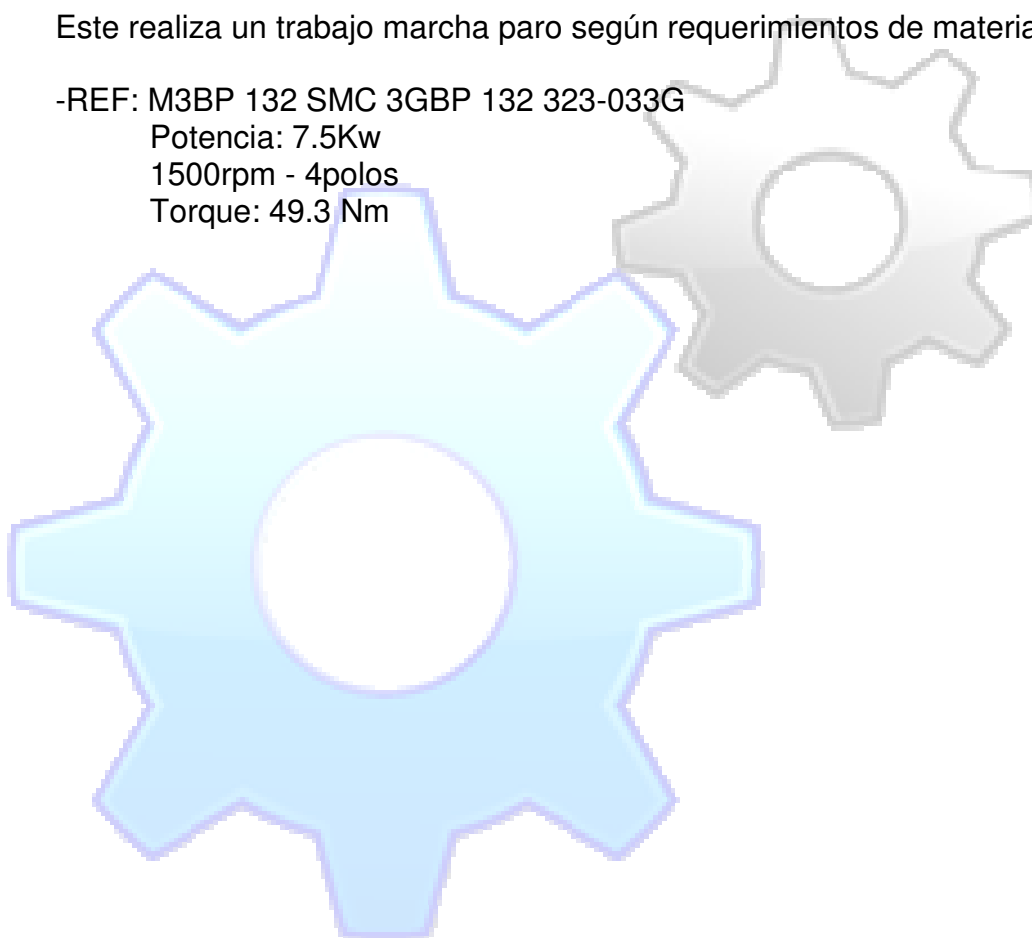 Este realiza un trabajo marcha paro según requerimientos de
-REF: M3BP 132 SMC 3GBP 132 323-033G
Potencia: 7.5Kw
1500rpm - 4polos
Torque: 49.3 Nm